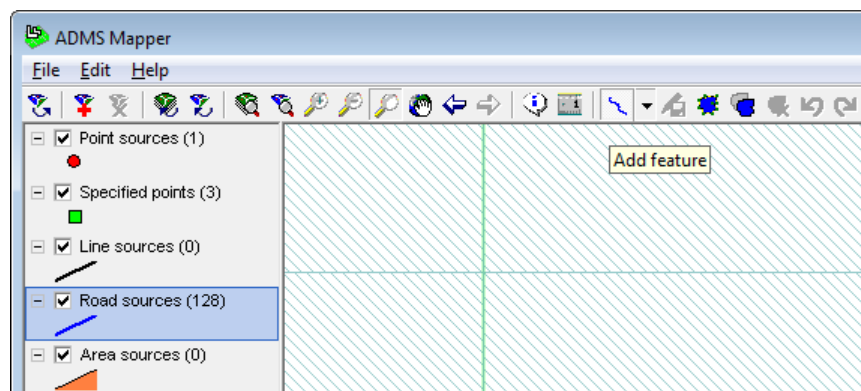 ADMS Mapper
File Edit Help
Point sources (1)
Add feature
Specified points (3)
Line sources (0)
Road sources (128)
Area sources (0)